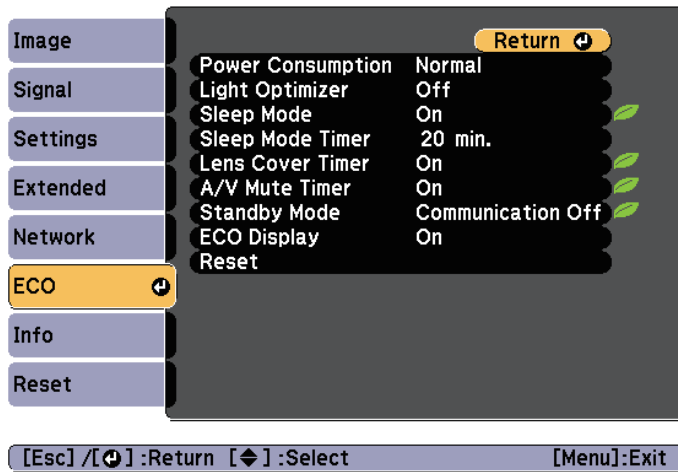 Image
Signal
Settings
Extended
Network
ECO
Info
Reset
Return
Power Consumption Normal
Light Optimizer Off
Sleep Mode On
Sleep Mode Timer 20 min.
Lens Cover Timer On
A/V Mute Timer On
Standby Mode Communication Off
ECO Display On
Reset
[Esc] /[⏎] :Return [◆] :Select [Menu]:Exit